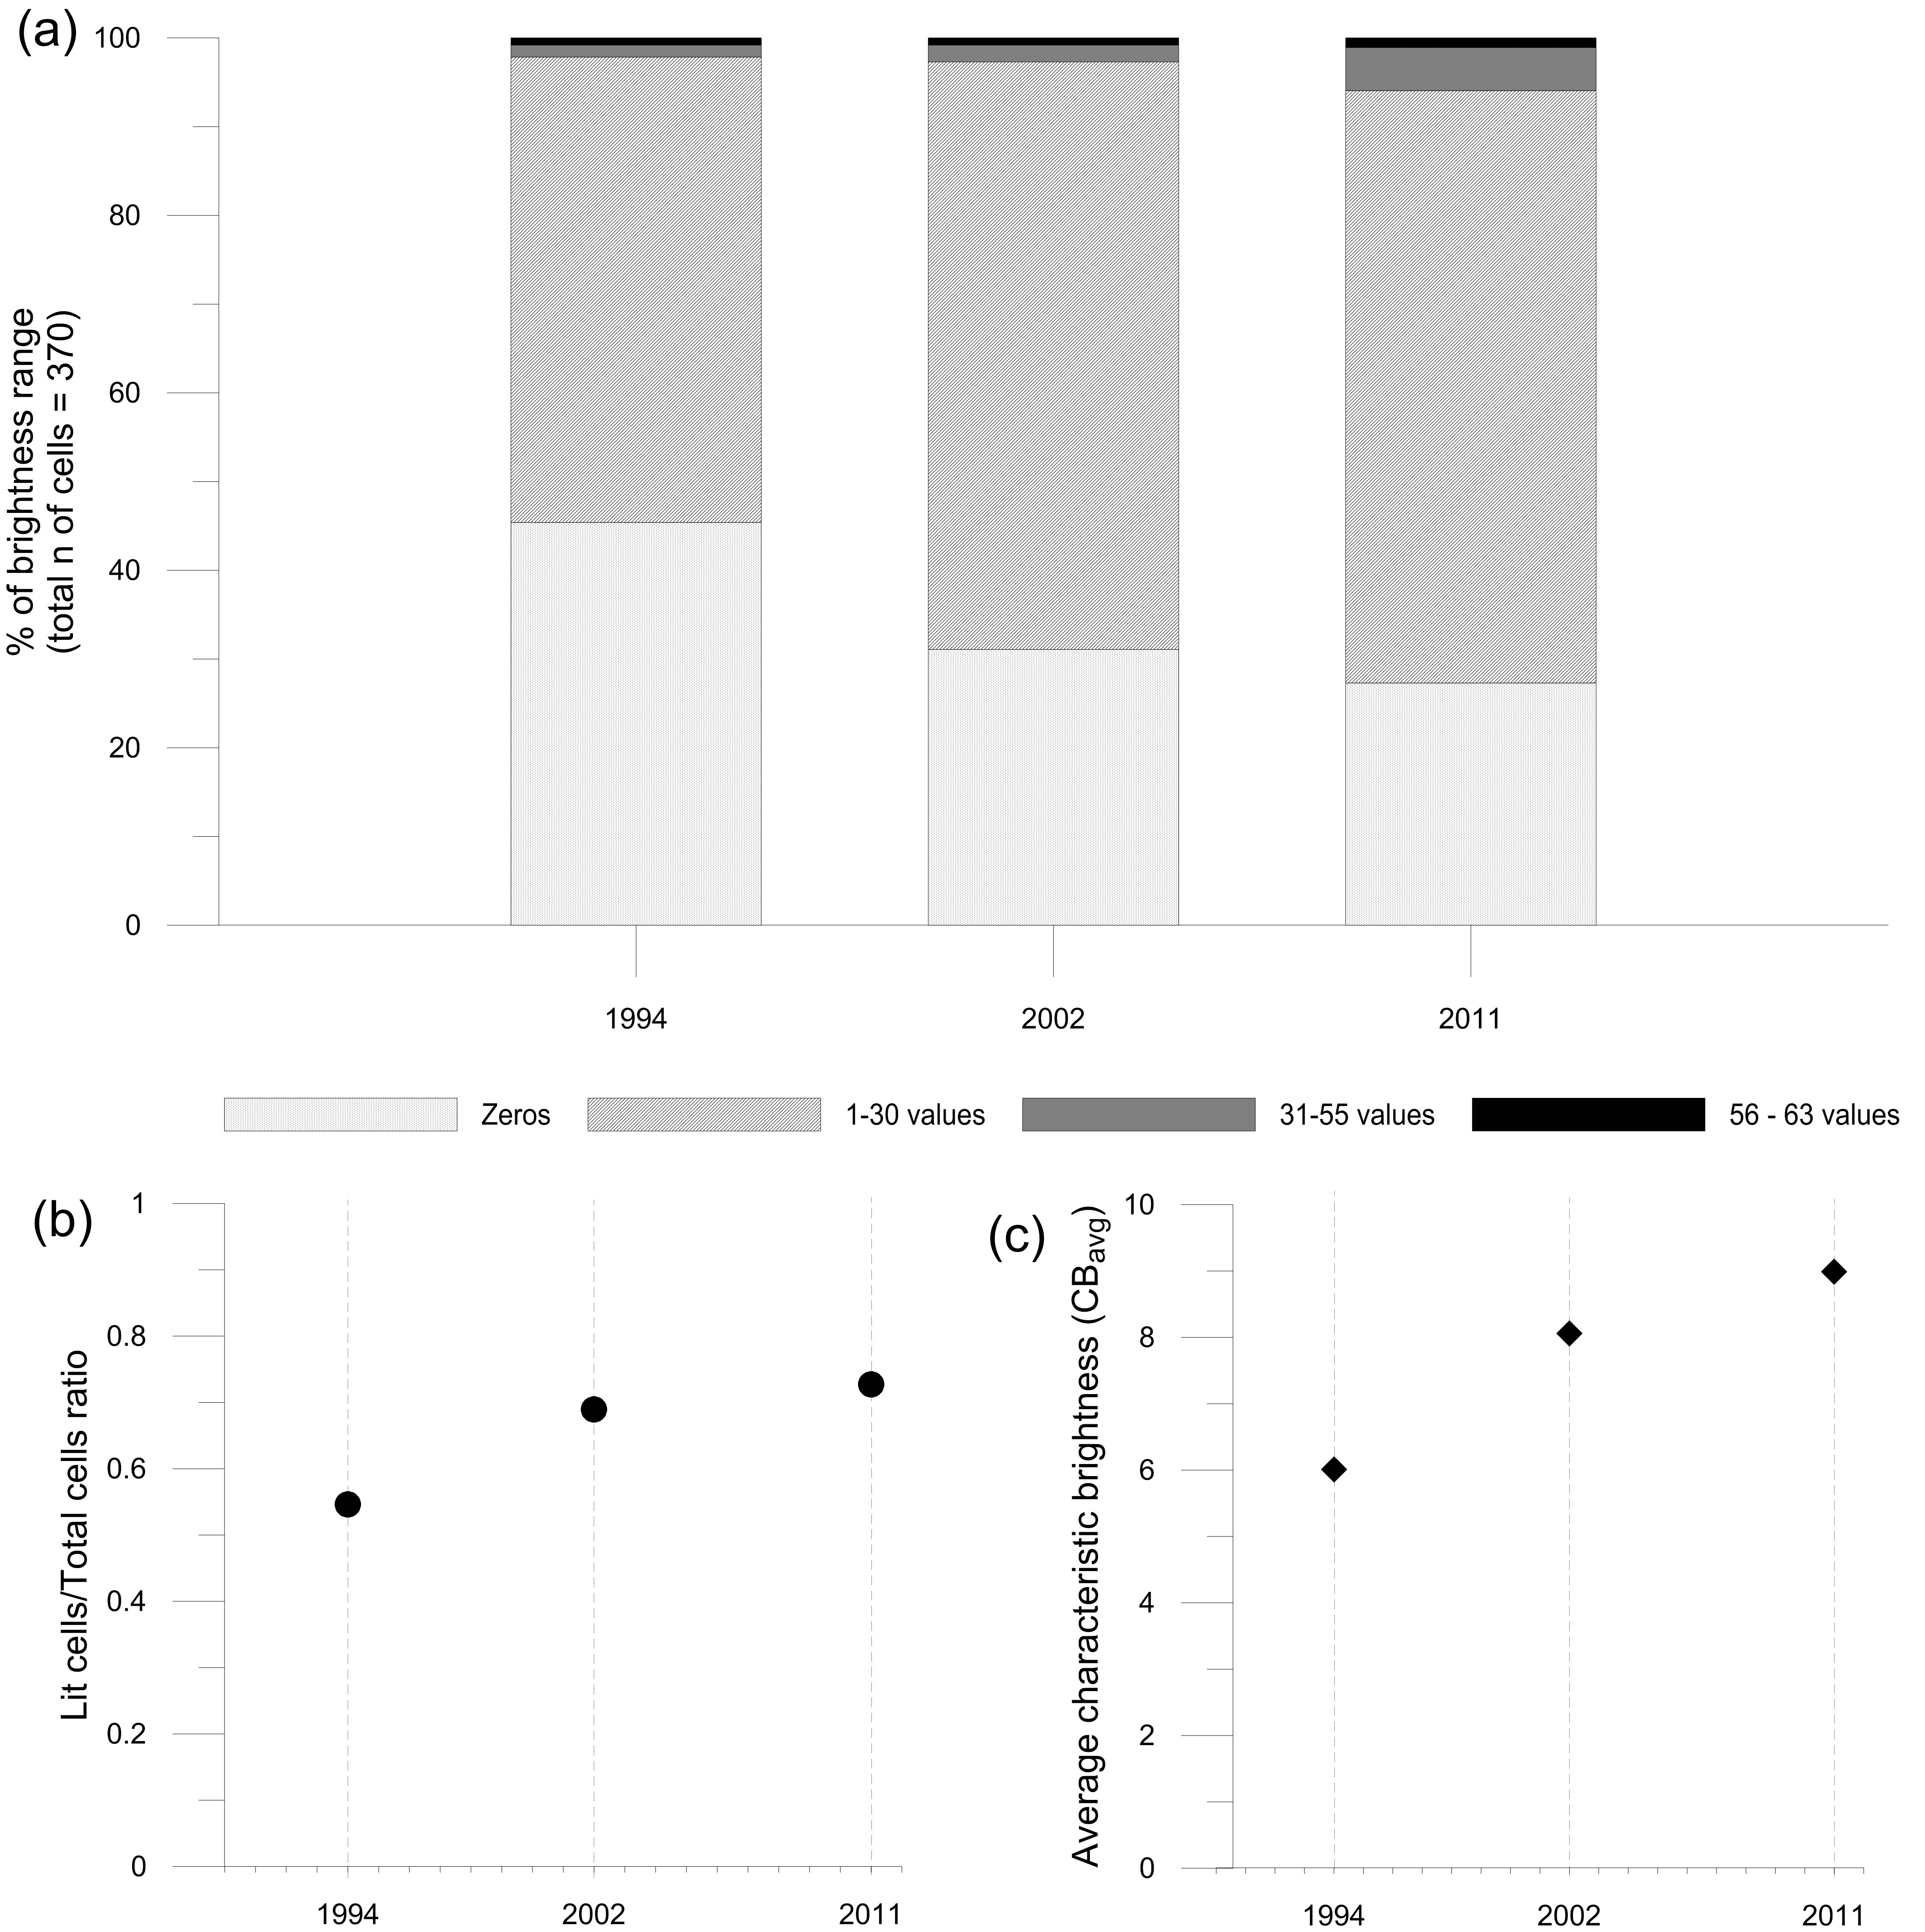 (a)
% of brightness range
(total n of cells = 370)
100
80
60
40
20
0
1994 2002 2011
Zeros 1-30 values 31-55 values 56 - 63 values
(b)
Lit cells/Total cells ratio
1
0.8
0.6
0.4
0.2
0
1994 2002 2011
(c)
Average characteristic brightness (CBavg)
10
8
6
4
2
0
1994 2002 2011